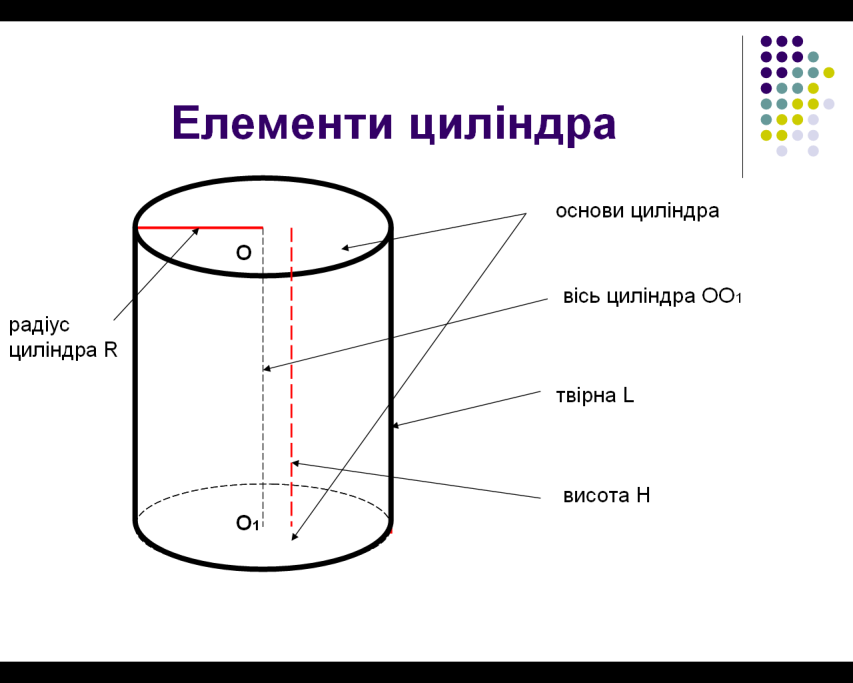 Елементи циліндра
основи циліндра
O
вісь циліндра OO₁
радіус
циліндра R
твірна L
висота H
O₁